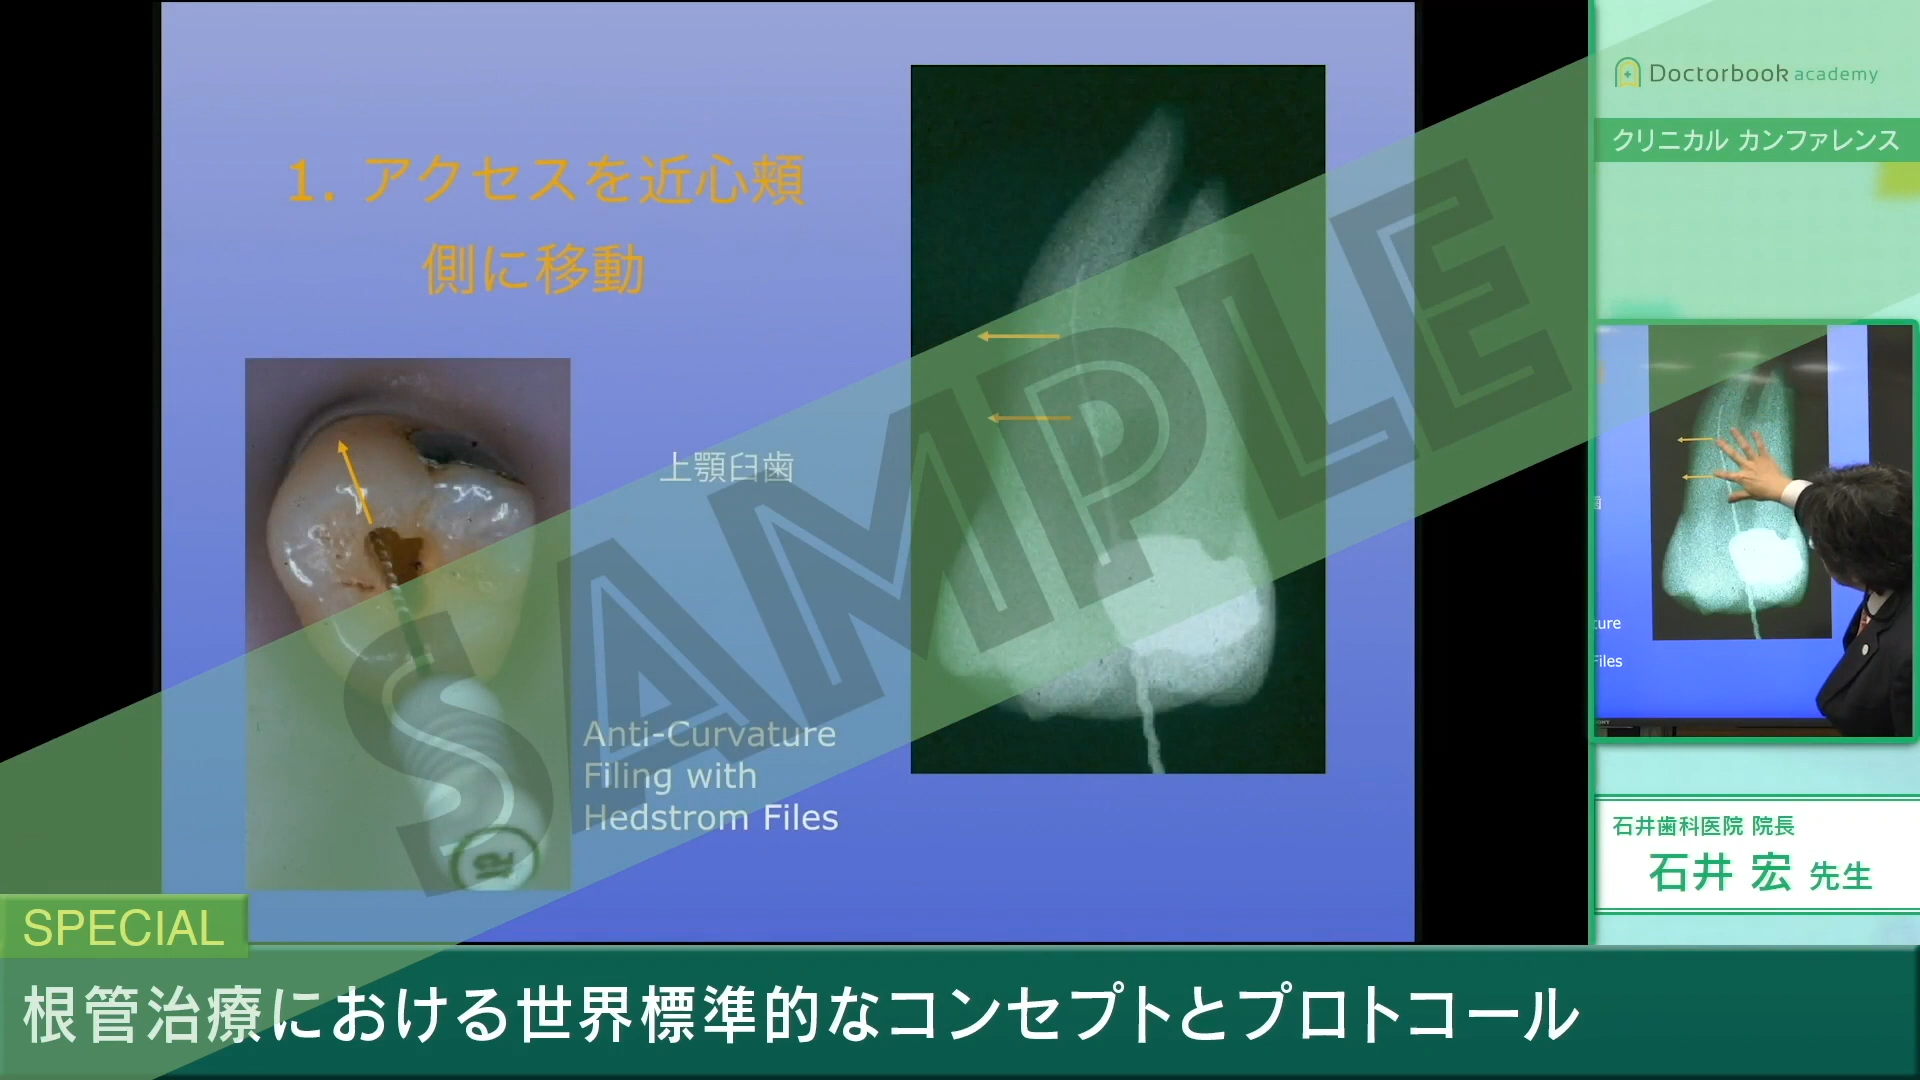 1. アクセスを近心頬
側に移動
上顎臼歯
Anti-Curvature
Filing with
Hedstrom Files
SAMPLE
Doctorbook academy
クリニカル カンファレンス
歯
ture
Files
石井歯科医院 院長
石井 宏 先生
SPECIAL
根管治療における世界標準的なコンセプトとプロトコール